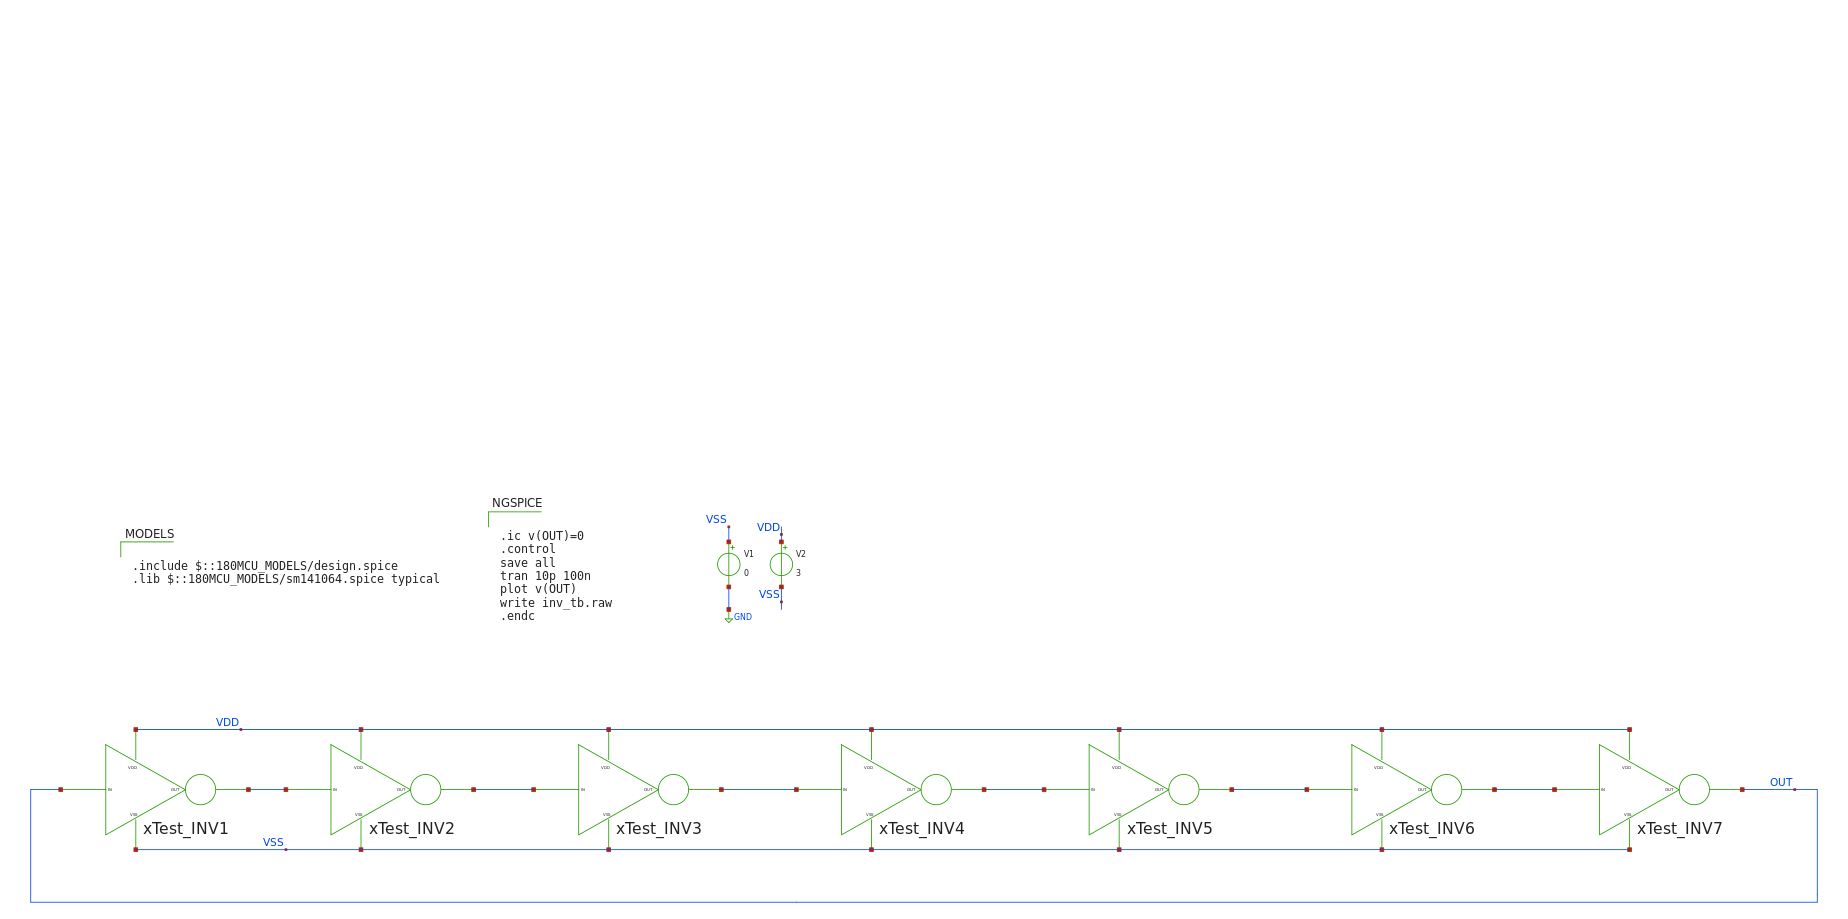 NGSPICE
.ic v(OUT)=0
.control
save all
tran 10p 100n
plot v(OUT)
write inv_tb.raw
.endc
MODELS
.include $::180MCU_MODELS/design.spice
.lib $::180MCU_MODELS/sm141064.spice typical
VSS
V1
0
GND
VDD
V2
3
VSS
VDD
VDD
IN
OUT
VSS
xTest_INV1
VDD
IN
OUT
VSS
xTest_INV2
VDD
IN
OUT
VSS
xTest_INV3
VDD
IN
OUT
VSS
xTest_INV4
VDD
IN
OUT
VSS
xTest_INV5
VDD
IN
OUT
VSS
xTest_INV6
VDD
IN
OUT
VSS
xTest_INV7
OUT
VSS